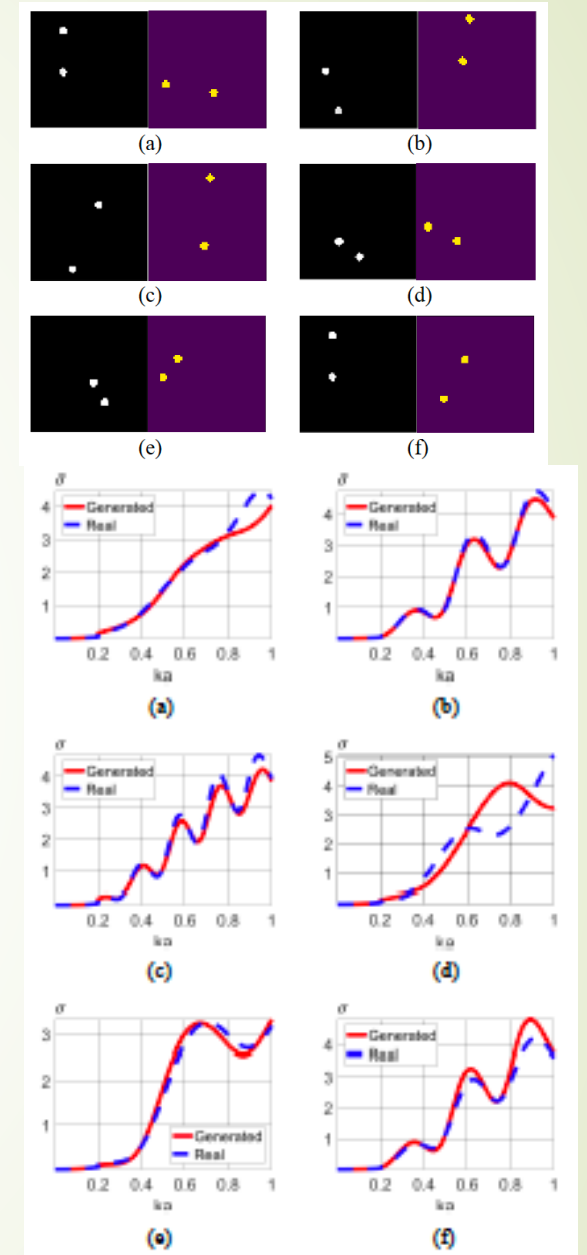 (a) (b)
(c) (d)
(e) (f)
σ
4
3
2
1
Generated
Real
0.2 0.4 0.6 0.8 1
ka
(a)
σ
4
3
2
1
Generated
Real
0.2 0.4 0.6 0.8 1
ka
(b)
σ
4
3
2
1
Generated
Real
0.2 0.4 0.6 0.8 1
ka
(c)
σ
5
4
3
2
1
Generated
Real
0.2 0.4 0.6 0.8 1
ka
(d)
σ
3
2
1
Generated
Real
0.2 0.4 0.6 0.8 1
ka
(e)
σ
4
3
2
1
Generated
Real
0.2 0.4 0.6 0.8 1
ka
(f)